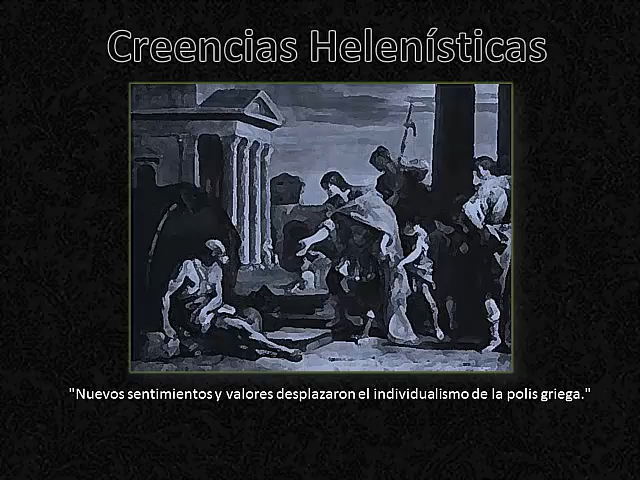 Creencias Helenísticas
"Nuevos sentimientos y valores desplazaron el individualismo de la polis griega."